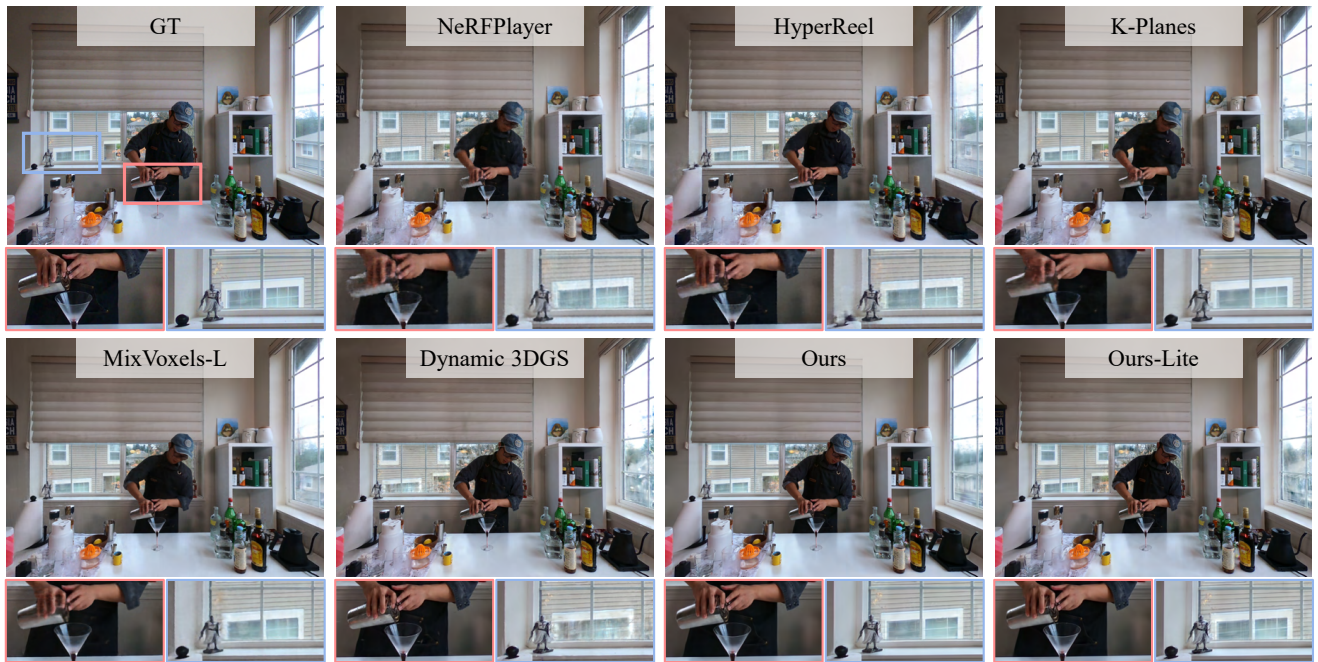 GT
NeRFPlayer
HyperReel
K-Planes
MixVoxels-L
Dynamic 3DGS
Ours
Ours-Lite